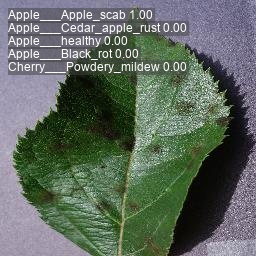 Apple___Apple_scab 1.00
Apple___Cedar_apple_rust 0.00
Apple___healthy 0.00
Apple___Black_rot 0.00
Cherry___Powdery_mildew 0.00